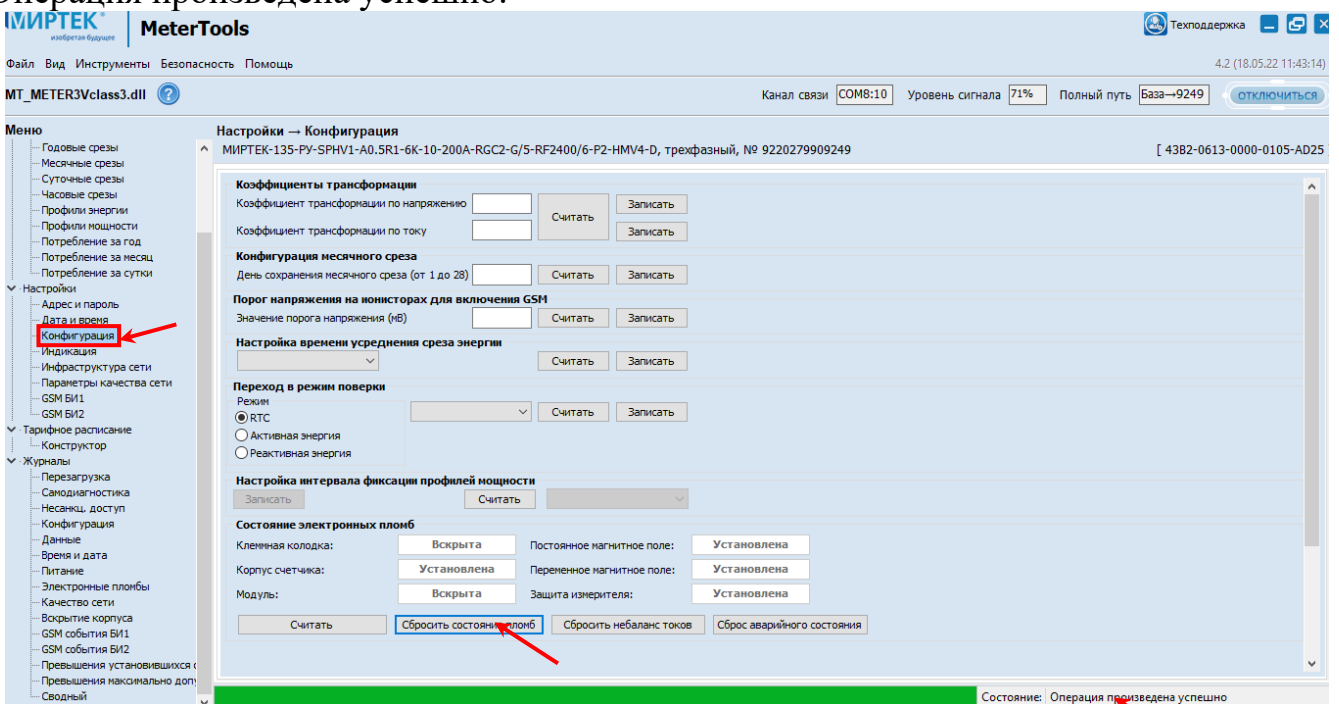 Операция произведена успешно.
МИРТЕК
изобретая будущее
MeterTools
Техподдержка
Файл Вид Инструменты Безопасность Помощь
4.2 (18.05.22 11:43:14)
MT_METER3Vclass3.dll ?
Канал связи COM8:10 Уровень сигнала 71% Полный путь База→9249 отключиться
Меню
Годовые срезы
Месячные срезы
Суточные срезы
Часовые срезы
Профили энергии
Профили мощности
Потребление за год
Потребление за месяц
Потребление за сутки
Настройки
Адрес и пароль
Дата и время
Конфигурация
Индикация
Инфраструктура сети
Параметры качества сети
GSM БИ1
GSM БИ2
Тарифное расписание
Конструктор
Журналы
Перезагрузка
Самодиагностика
Несанкц. доступ
Конфигурация
Данные
Время и дата
Питание
Электронные пломбы
Качество сети
Вскрытие корпуса
GSM события БИ1
GSM события БИ2
Превышения установившихся
Превышения максимально доп
Сводный
Настройки → Конфигурация
МИРТЕК-135-РУ-SPHV1-A0.5R1-6K-10-200A-RGC2-G/5-RF2400/6-P2-HMV4-D, трехфазный, № 9220279909249
[ 43B2-0613-0000-0105-AD25
Коэффициенты трансформации
Коэффициент трансформации по напряжению Считать Записать
Коэффициент трансформации по току Записать
Конфигурация месячного среза
День сохранения месячного среза (от 1 до 28) Считать Записать
Порог напряжения на ионисторах для включения GSM
Значение порога напряжения (мВ) Считать Записать
Настройка времени усреднения среза энергии
Считать Записать
Переход в режим поверки
Режим
RTC Считать Записать
Активная энергия
Реактивная энергия
Настройка интервала фиксации профилей мощности
Записать Считать
Состояние электронных пломб
Клеммная колодка: Вскрыта Постоянное магнитное поле: Установлена
Корпус счетчика: Установлена Переменное магнитное поле: Установлена
Модуль: Вскрыта Защита измерителя: Установлена
Считать Сбросить состояние пломб Сбросить небаланс токов Сброс аварийного состояния
Состояние: Операция произведена успешно